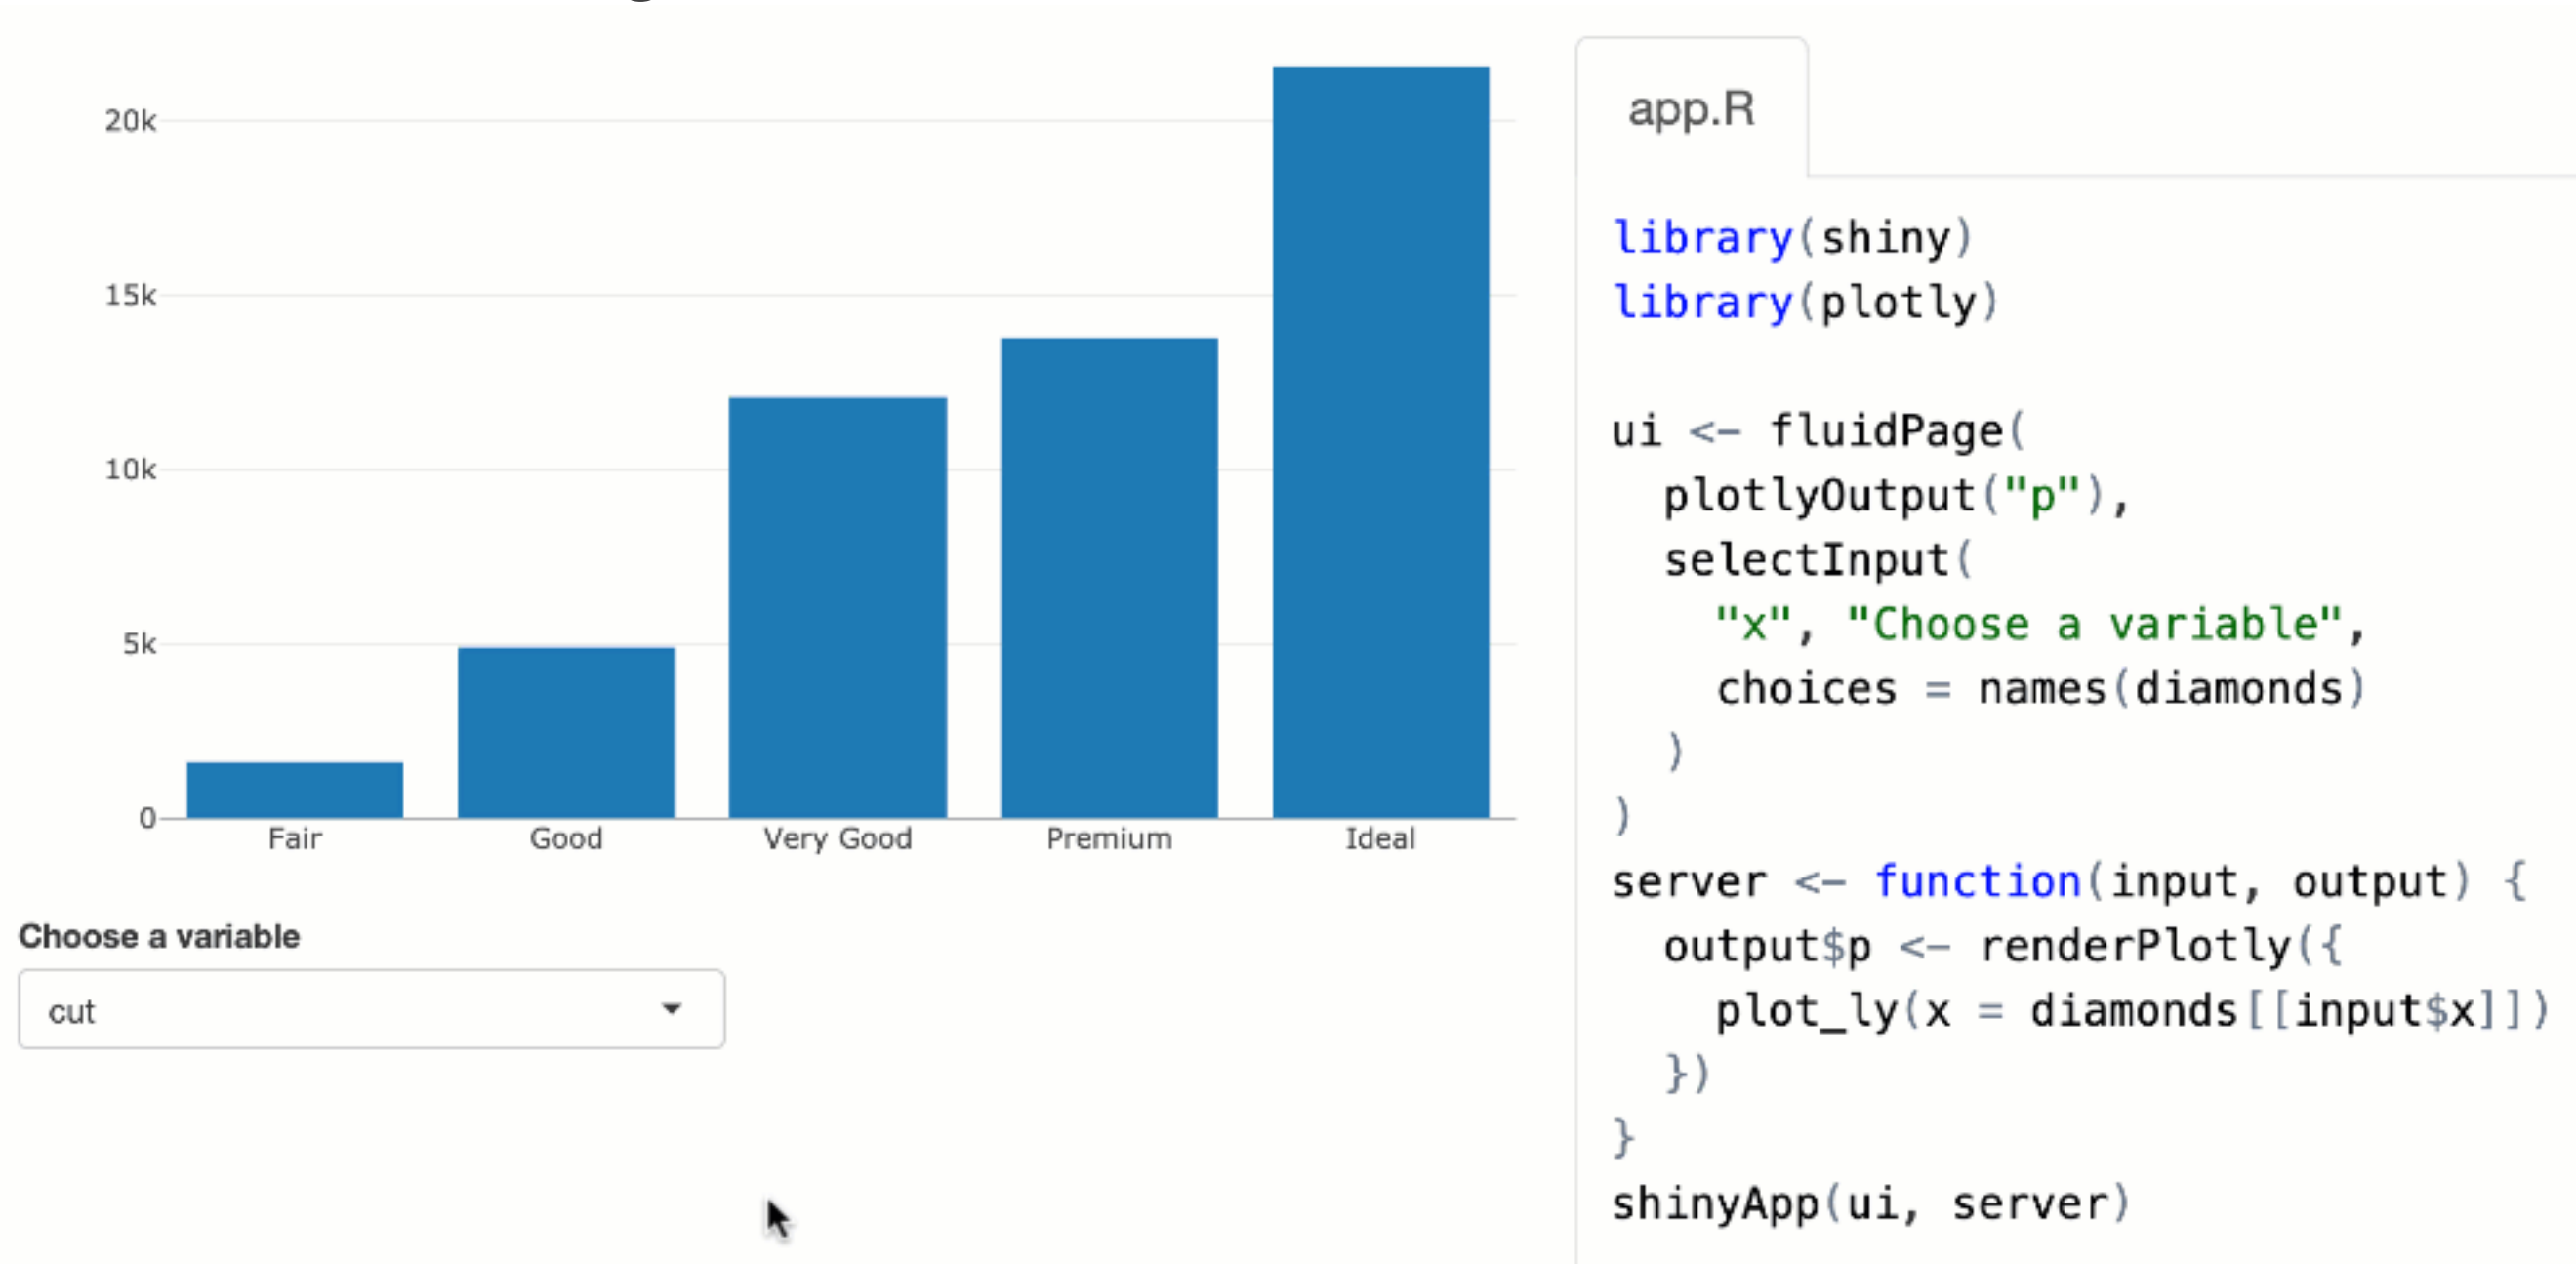 20k
15k
10k
5k
0
Fair Good Very Good Premium Ideal
Choose a variable
cut
app.R
library(shiny)
library(plotly)
ui <- fluidPage(
  plotlyOutput("p"),
  selectInput(
    "x", "Choose a variable",
    choices = names(diamonds)
  )
)
server <- function(input, output) {
  output$p <- renderPlotly({
    plot_ly(x = diamonds[[input$x]])
  })
}
shinyApp(ui, server)